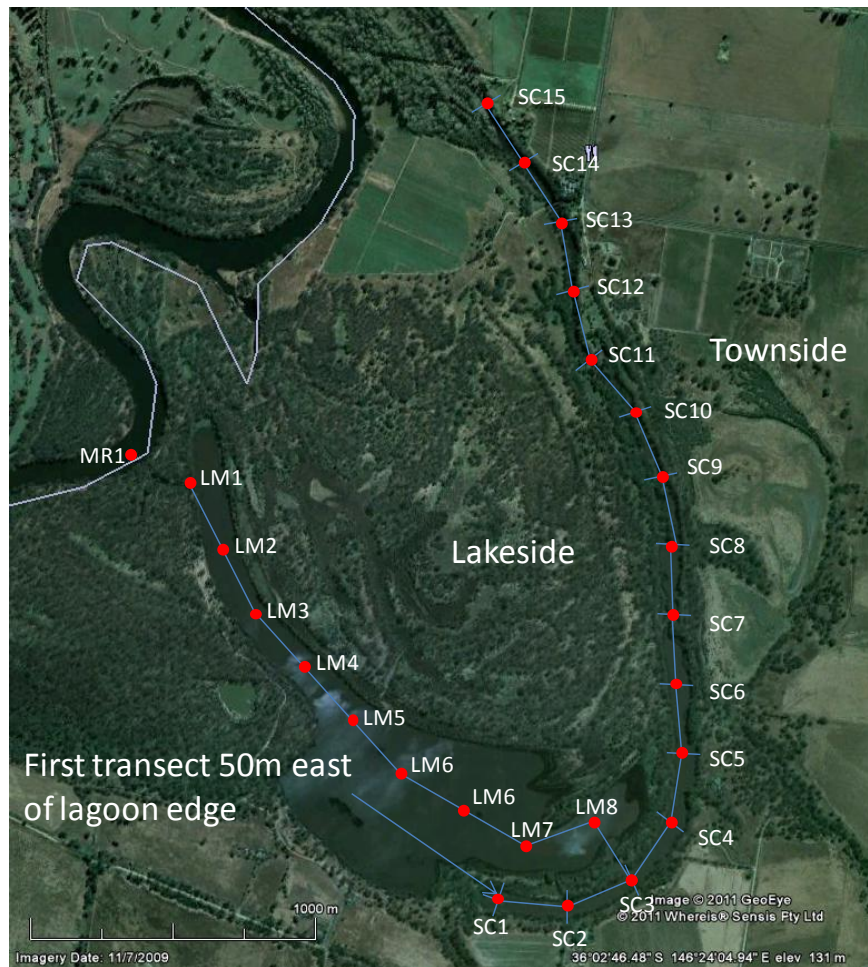 SC15
SC14
SC13
SC12
SC11
Townside
SC10
MR1
LM1
SC9
LM2
Lakeside
SC8
LM3
SC7
LM4
SC6
LM5
First transect 50m east
of lagoon edge
SC5
LM6
LM6
LM8
LM7
SC4
SC3
SC1
SC2
1000 m
Image © 2011 GeoEye
© 2011 Whereis® Sensis Pty Ltd
Imagery Date: 11/7/2009
36°02'46.48" S 146°24'04.94" E elev 131 m